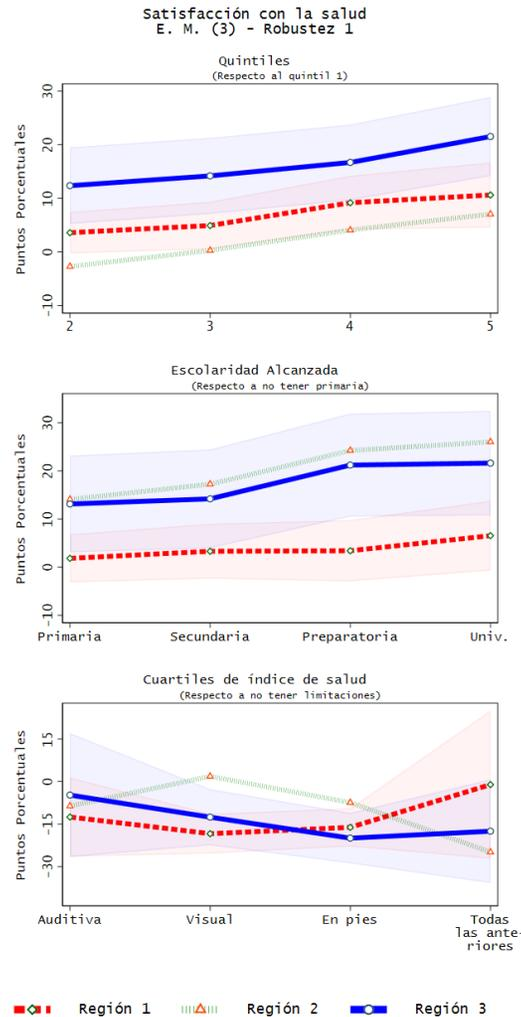 Satisfacción con la salud
E. M. (3) - Robustez 1
Quintiles
(Respecto al quintil 1)
Puntos Porcentuales
30
20
10
0
-10
2 3 4 5
Escolaridad Alcanzada
(Respecto a no tener primaria)
Puntos Porcentuales
30
20
10
0
-10
Primaria Secundaria Preparatoria Univ.
Cuartiles de índice de salud
(Respecto a no tener limitaciones)
Puntos Porcentuales
15
0
-15
-30
Auditiva Visual En pies Todas
las ante-
riores
Región 1 Región 2 Región 3